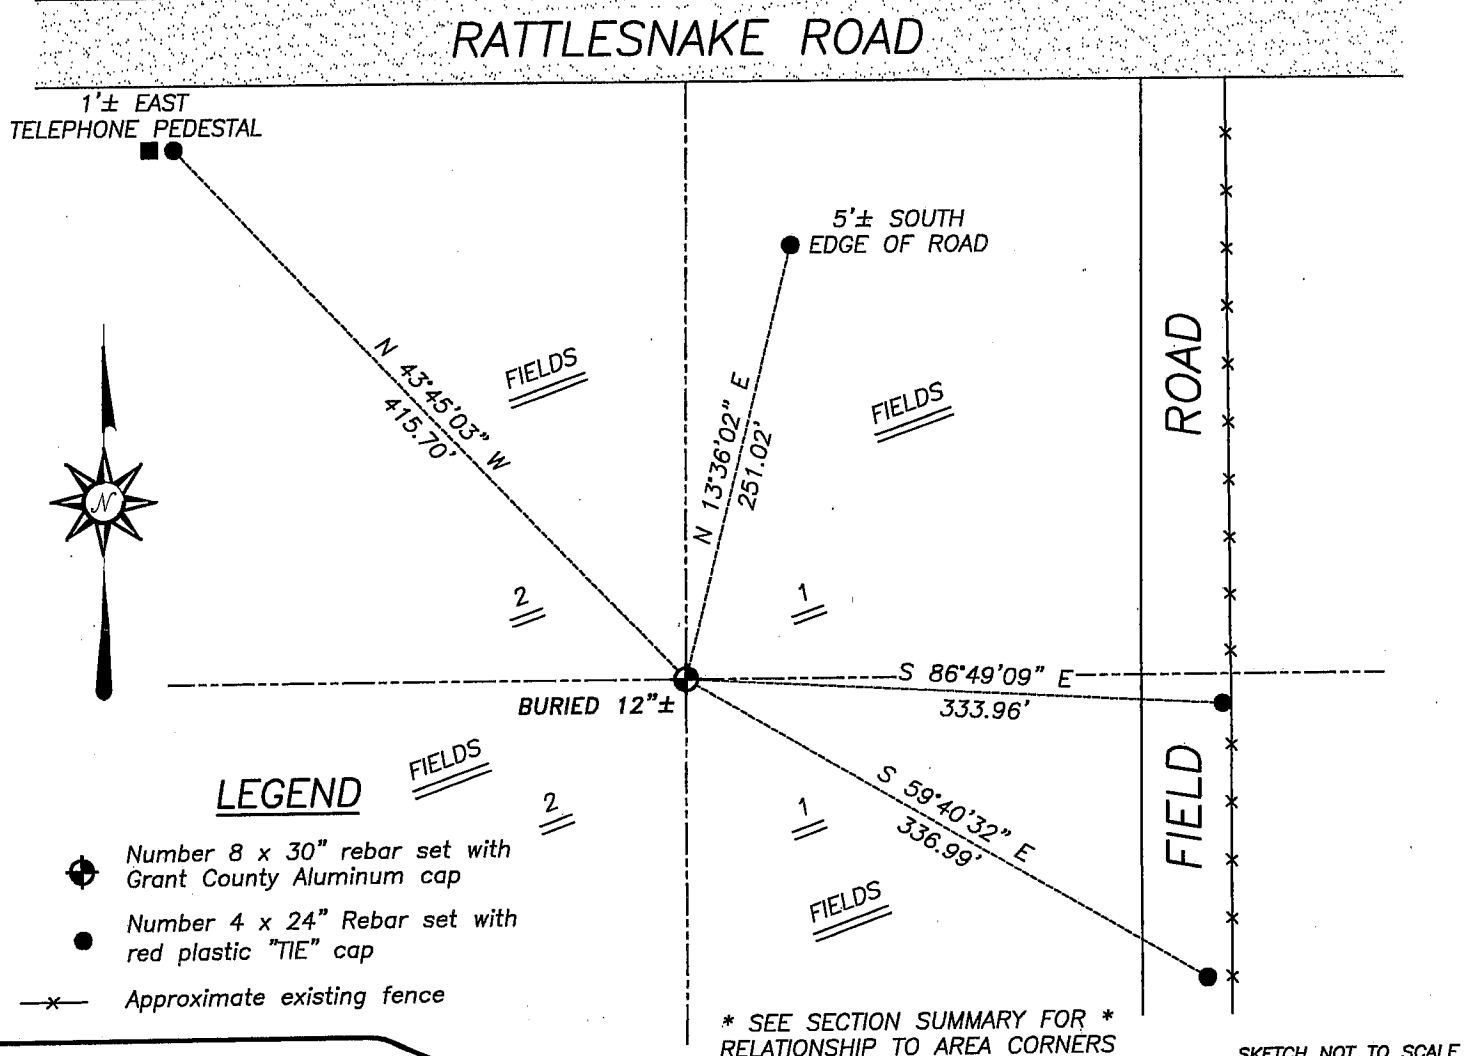 RATTLESNAKE ROAD
1'± EAST
TELEPHONE PEDESTAL
5'± SOUTH
EDGE OF ROAD
N 43°45'03" W
415.70'
FIELDS
N 13°36'02" E
251.02'
FIELDS
ROAD
N
2
1
S 86°49'09" E
333.96'
BURIED 12"±
FIELDS
2
1
S 59°40'32" E
336.99'
FIELD
FIELDS
LEGEND
Number 8 x 30" rebar set with
Grant County Aluminum cap
Number 4 x 24" Rebar set with
red plastic "TIE" cap
Approximate existing fence
* SEE SECTION SUMMARY FOR *
RELATIONSHIP TO AREA CORNERS
SKETCH NOT TO SCALE